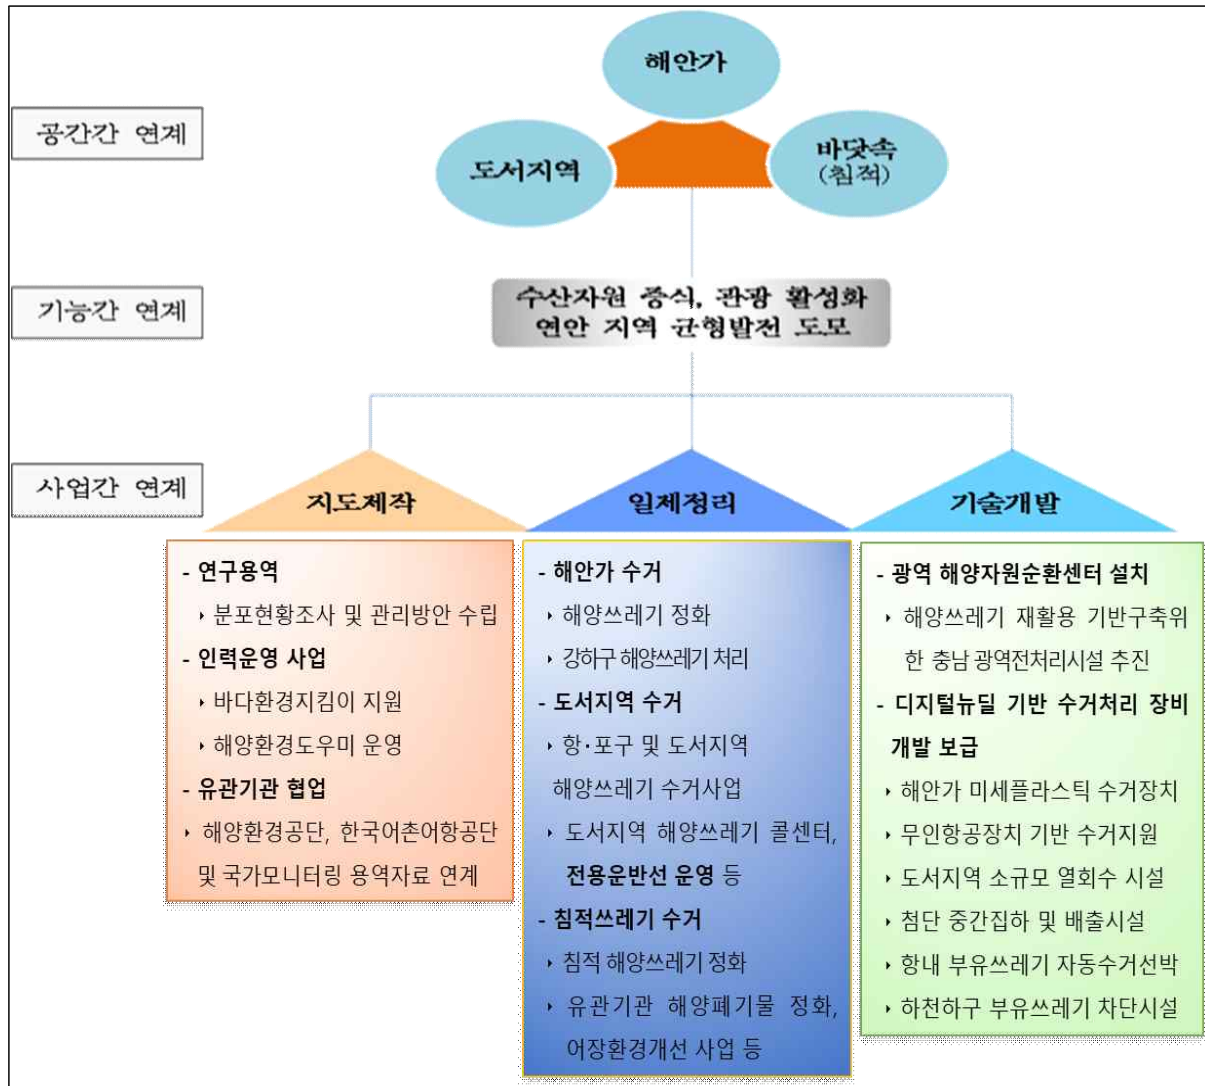 해안가
공간간 연계
도서지역
바닷속
(침적)
기능간 연계
수산자원 증식, 관광 활성화
연안 지역 균형발전 도모
사업간 연계
지도제작
일제정리
기술개발
- 연구용역
‣ 분포현황조사 및 관리방안 수립
- 인력운영 사업
‣ 바다환경지킴이 지원
‣ 해양환경도우미 운영
- 유관기관 협업
‣ 해양환경공단, 한국어촌어항공단
및 국가모니터링 용역자료 연계
- 해안가 수거
‣ 해양쓰레기 정화
‣ 강하구 해양쓰레기 처리
- 도서지역 수거
‣ 항·포구 및 도서지역
해양쓰레기 수거사업
‣ 도서지역 해양쓰레기 콜센터,
전용운반선 운영 등
- 침적쓰레기 수거
‣ 침적 해양쓰레기 정화
‣ 유관기관 해양폐기물 정화,
어장환경개선 사업 등
- 광역 해양자원순환센터 설치
‣ 해양쓰레기 재활용 기반구축위
한 충남 광역전처리시설 추진
- 디지털뉴딜 기반 수거처리 장비
개발 보급
‣ 해안가 미세플라스틱 수거장치
‣ 무인항공장치 기반 수거지원
‣ 도서지역 소규모 열회수 시설
‣ 첨단 중간집하 및 배출시설
‣ 항내 부유쓰레기 자동수거선박
‣ 하천하구 부유쓰레기 차단시설